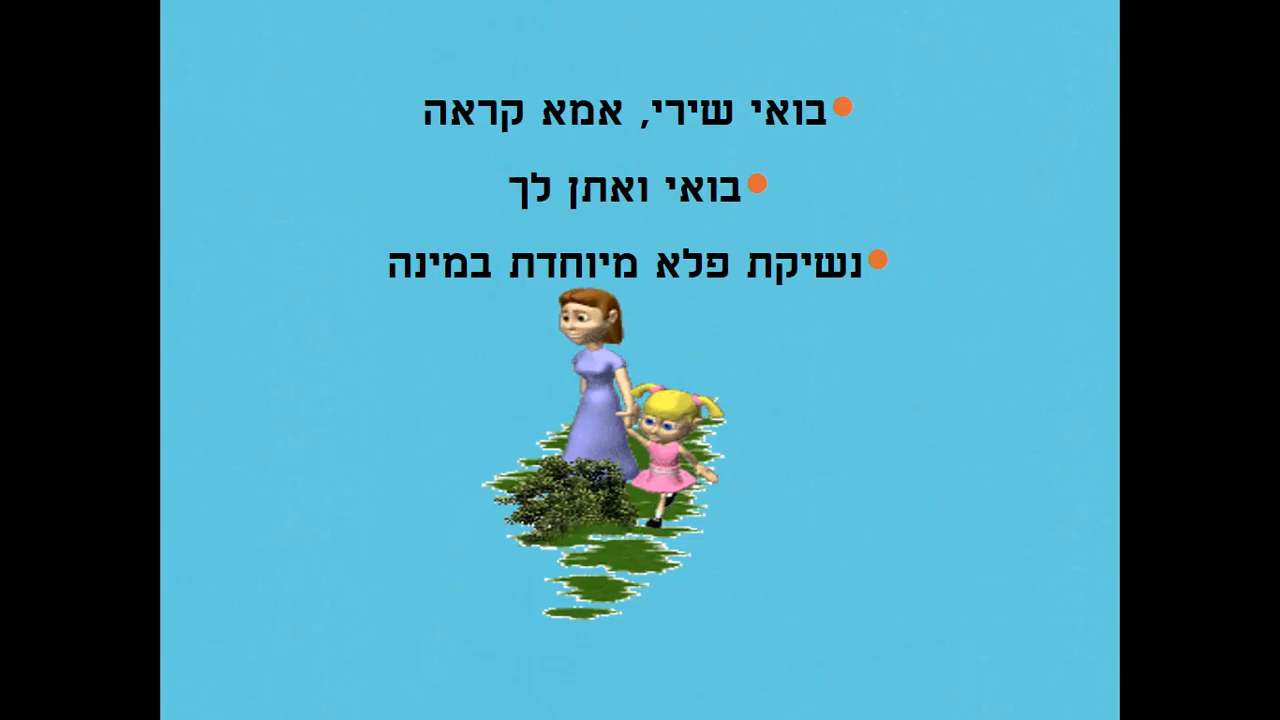 •בואי שירי, אמא קראה
•בואי ואתן לך
•נשיקת פלא מיוחדת במינה